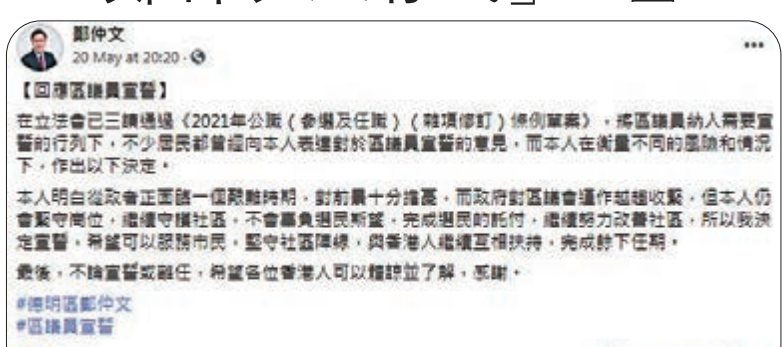 鄭仲文
20 May at 20:20 ·
【回應區議員宣誓】
在立法會已三讀通過《2021年公職（參選及任職）（雜項修訂）條例草案》，將區議員納入需要宣
誓的行列下，不少居民都曾經向本人表達對於區議員宣誓的意見，而本人在衡量不同的風險和情況
下，作出以下決定。
本人明白從政者正面臨一個艱難時期，對前景十分擔憂，而政府對區議會運作越趨收緊，但本人仍
會緊守崗位，繼續守護社區，不會辜負選民期望，完成選民的託付，繼續努力改善社區，所以我決
定宣誓，希望可以服務市民，堅守社區陣線，與香港人繼續互相扶持，完成餘下任期。
最後，不論宣誓或離任，希望各位香港人可以體諒並了解，感謝。
#德明區鄭仲文
#區議員宣誓